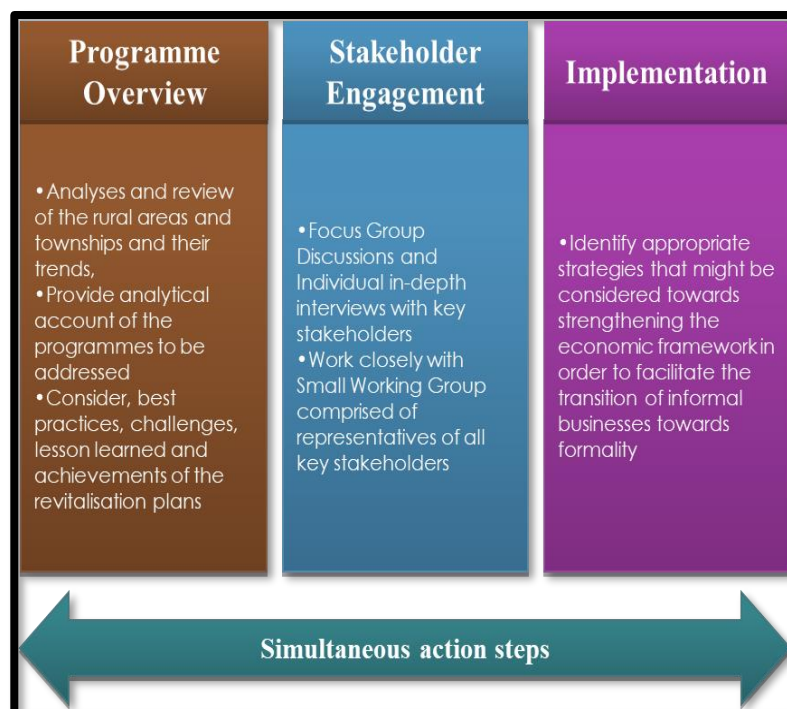 Programme
Overview
•Analyses and review
of the rural areas and
townships and their
trends,
•Provide analytical
account of the
programmes to be
addressed
•Consider, best
practices, challenges,
lesson learned and
achievements of the
revitalisation plans
Stakeholder
Engagement
•Focus Group
Discussions and
Individual in-depth
interviews with key
stakeholders
•Work closely with
Small Working Group
comprised of
representatives of all
key stakeholders
Implementation
•Identify appropriate
strategies that might be
considered towards
strengthening the
economic framework in
order to facilitate the
transition of informal
businesses towards
formality
Simultaneous action steps